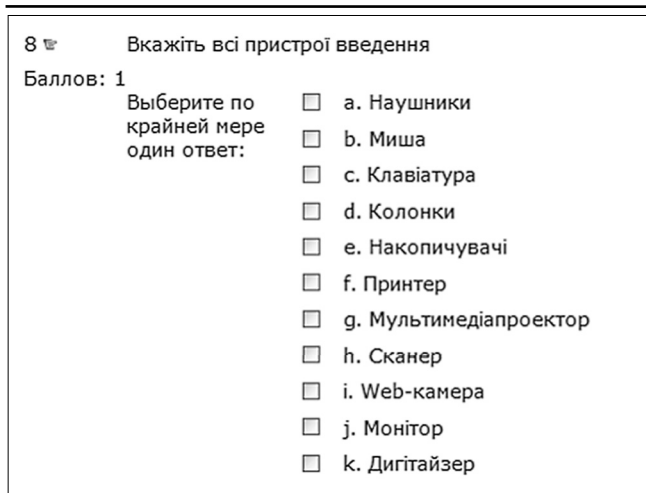 8 Вкажіть всі пристрої введення
Баллов: 1
Выберите по
крайней мере
один ответ:
a. Наушники
b. Миша
c. Клавіатура
d. Колонки
e. Накопичувачі
f. Принтер
g. Мультимедіапроектор
h. Сканер
i. Web-камера
j. Монітор
k. Дигітайзер